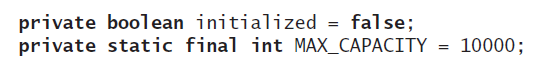 private boolean initialized = false;
private static final int MAX_CAPACITY = 10000;